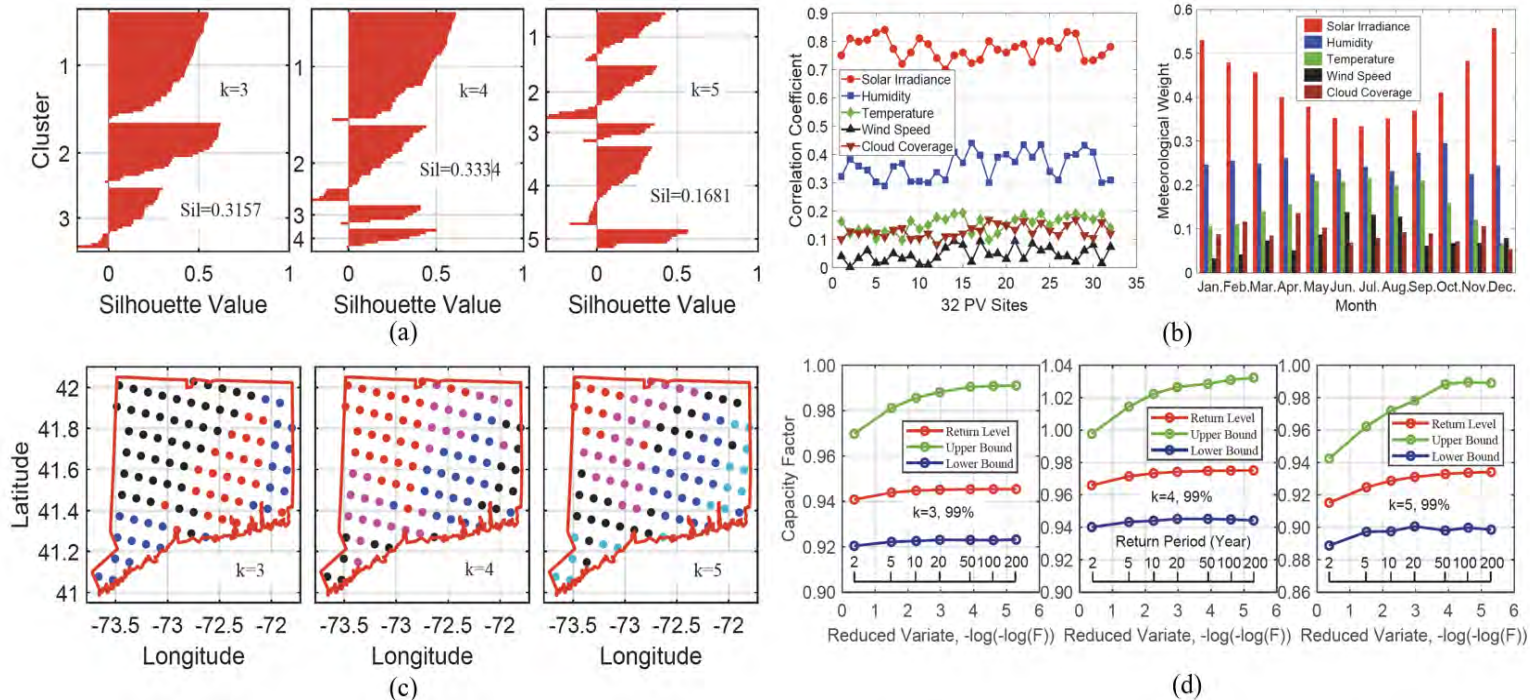 Cluster
1
2
3
k=3
Sil=0.3157
0 0.5 1
Silhouette Value
1
2
3
4
k=4
Sil=0.3334
0 0.5 1
Silhouette Value
1
2
3
4
5
k=5
Sil=0.1681
0 0.5 1
Silhouette Value
(a)
Correlation Coefficient
0.9
0.8
0.7
0.6
0.5
0.4
0.3
0.2
0.1
0
Solar Irradiance
Humidity
Temperature
Wind Speed
Cloud Coverage
0 5 10 15 20 25 30 35
32 PV Sites
Meteorological Weight
0.6
0.5
0.4
0.3
0.2
0.1
0
Solar Irradiance
Humidity
Temperature
Wind Speed
Cloud Coverage
Jan. Feb. Mar. Apr. May Jun. Jul. Aug. Sep. Oct. Nov. Dec.
Month
(b)
Latitude
42
41.8
41.6
41.4
41.2
41
k=3
-73.5 -73 -72.5 -72
Longitude
k=4
-73.5 -73 -72.5 -72
Longitude
k=5
-73.5 -73 -72.5 -72
Longitude
(c)
Capacity Factor
1.00
0.98
0.96
0.94
0.92
0.90
Return Level
Upper Bound
Lower Bound
k=3, 99%
2 5 10 20 50 100 200
0 1 2 3 4 5 6
Reduced Variate, -log(-log(F))
1.04
1.02
1.00
0.98
0.96
0.94
0.92
0.90
Return Level
Upper Bound
Lower Bound
k=4, 99%
Return Period (Year)
2 5 10 20 50 100 200
0 1 2 3 4 5 6
Reduced Variate, -log(-log(F))
1.00
0.98
0.96
0.94
0.92
0.90
0.88
0.86
Return Level
Upper Bound
Lower Bound
k=5, 99%
2 5 10 20 50 100 200
0 1 2 3 4 5 6
Reduced Variate, -log(-log(F))
(d)